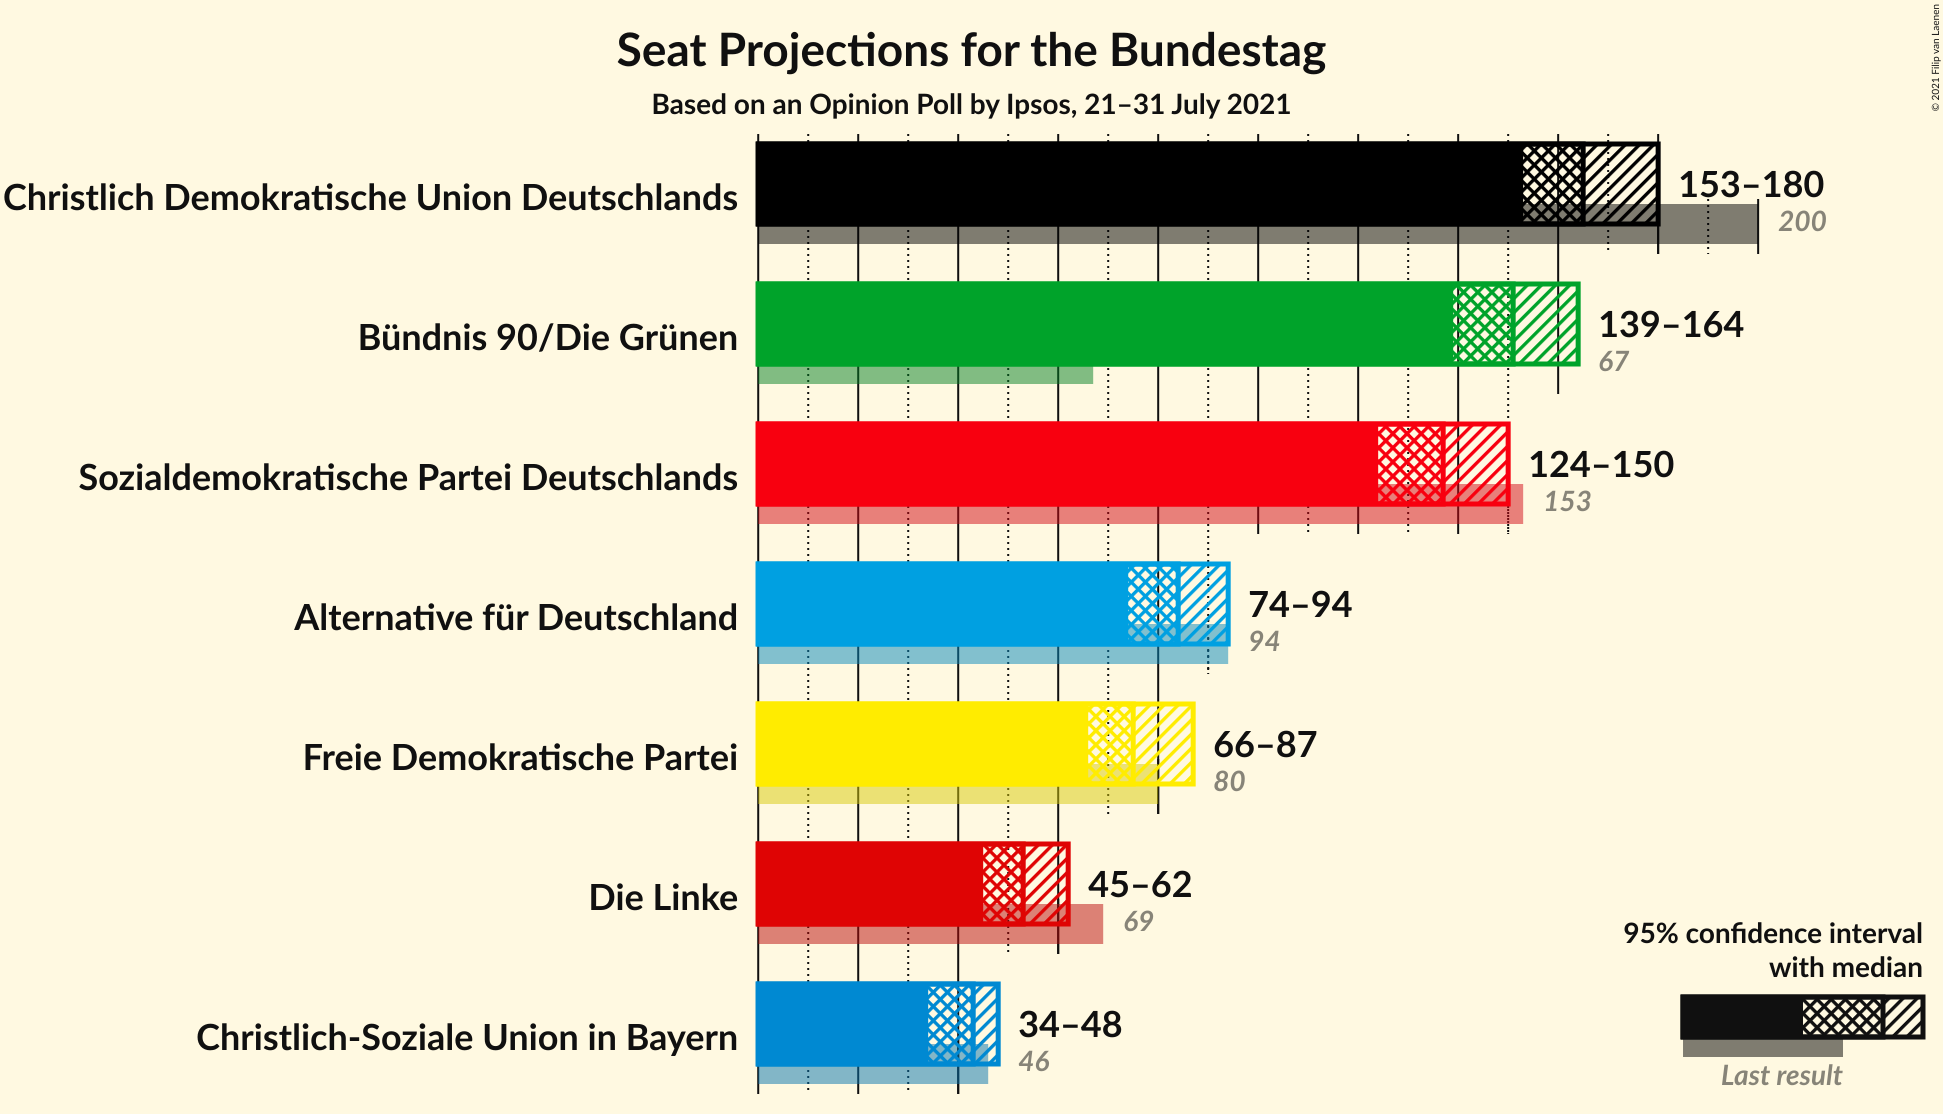 Seat Projections for the Bundestag
Based on an Opinion Poll by Ipsos, 21–31 July 2021
© 2021 Filip van Laenen
Christlich Demokratische Union Deutschlands
153–180
200
Bündnis 90/Die Grünen
139–164
67
Sozialdemokratische Partei Deutschlands
124–150
153
Alternative für Deutschland
74–94
94
Freie Demokratische Partei
66–87
80
Die Linke
45–62
69
Christlich-Soziale Union in Bayern
34–48
46
95% confidence interval
with median
Last result